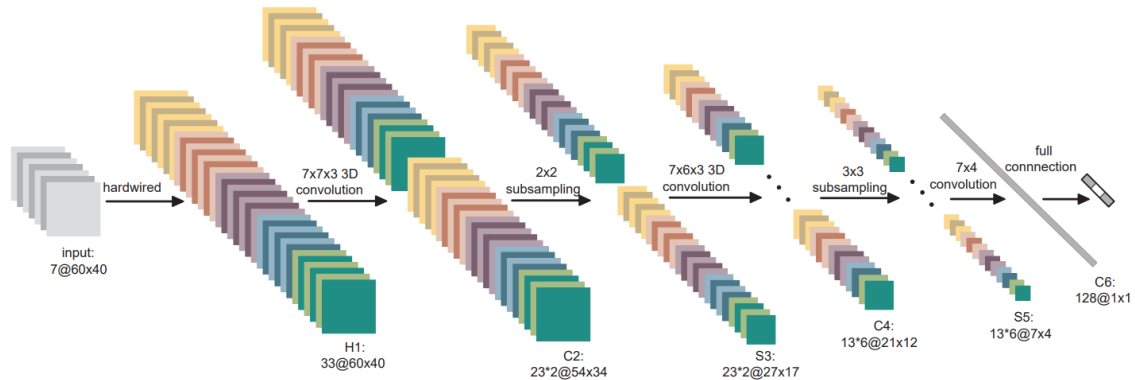 input:
7@60x40
hardwired
H1:
33@60x40
7x7x3 3D
convolution
C2:
23*2@54x34
2x2
subsampling
S3:
23*2@27x17
7x6x3 3D
convolution
C4:
13*6@21x12
3x3
subsampling
S5:
13*6@7x4
7x4
convolution
C6:
128@1x1
full
connnection